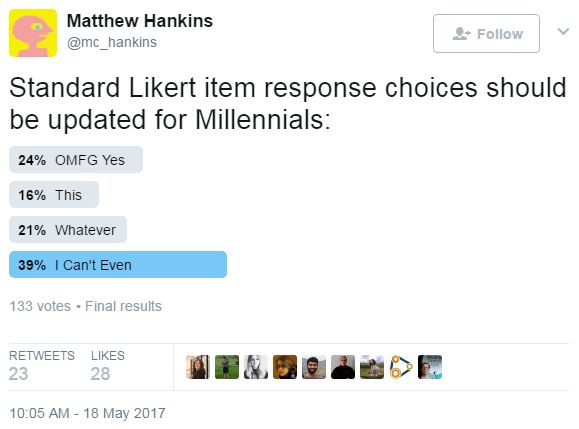 Matthew Hankins
@mc_hankins
Follow
Standard Likert item response choices should
be updated for Millennials:
24% OMFG Yes
16% This
21% Whatever
39% I Can't Even
133 votes • Final results
RETWEETS LIKES
23 28
10:05 AM - 18 May 2017